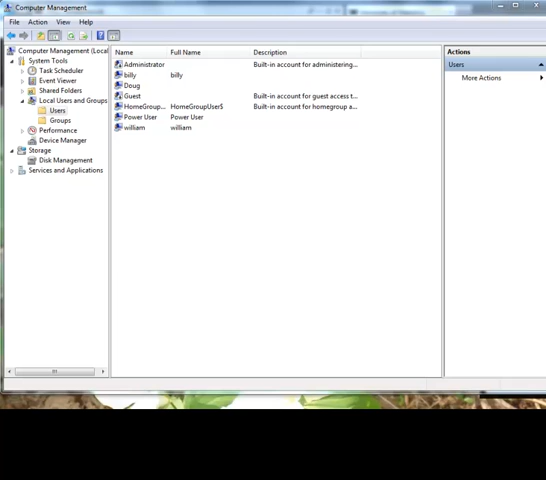 Computer Management
File Action View Help
Computer Management (Local
System Tools
Task Scheduler
Event Viewer
Shared Folders
Local Users and Groups
Users
Groups
Performance
Device Manager
Storage
Disk Management
Services and Applications
Name Full Name Description
Administrator Built-in account for administering...
billy billy
Doug
Guest Built-in account for guest access t...
HomeGroup... HomeGroupUser$ Built-in account for homegroup a...
Power User Power User
william william
Actions
Users
More Actions